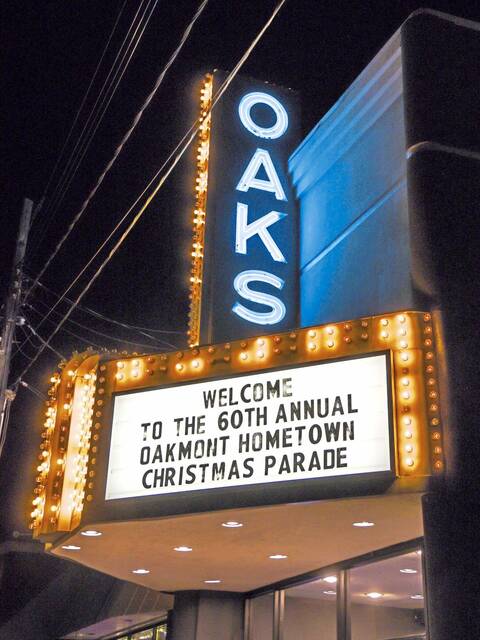 OAKS
WELCOME
TO THE 60TH ANNUAL
OAKMONT HOMETOWN
CHRISTMAS PARADE